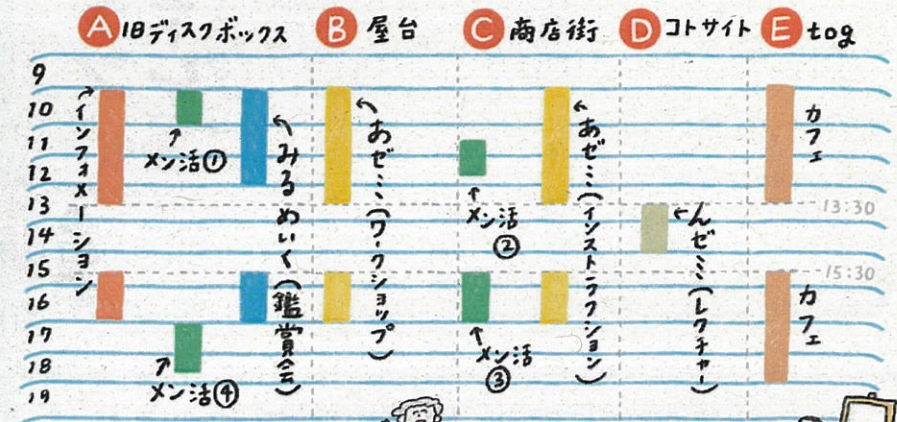 A 旧ディスクボックス B 屋台 C 商店街 D コトサイト E tog
9
10
11
12
13
14
15
16
17
18
19
インフォメーション
メン活①
メン活④
みるめいく(鑑賞会)
あぜミ(ワークショップ)
メン活②
メン活③
あぜミ(インストラクション)
んぜミ(レクチャー)
カフェ
カフェ
13:30
15:30